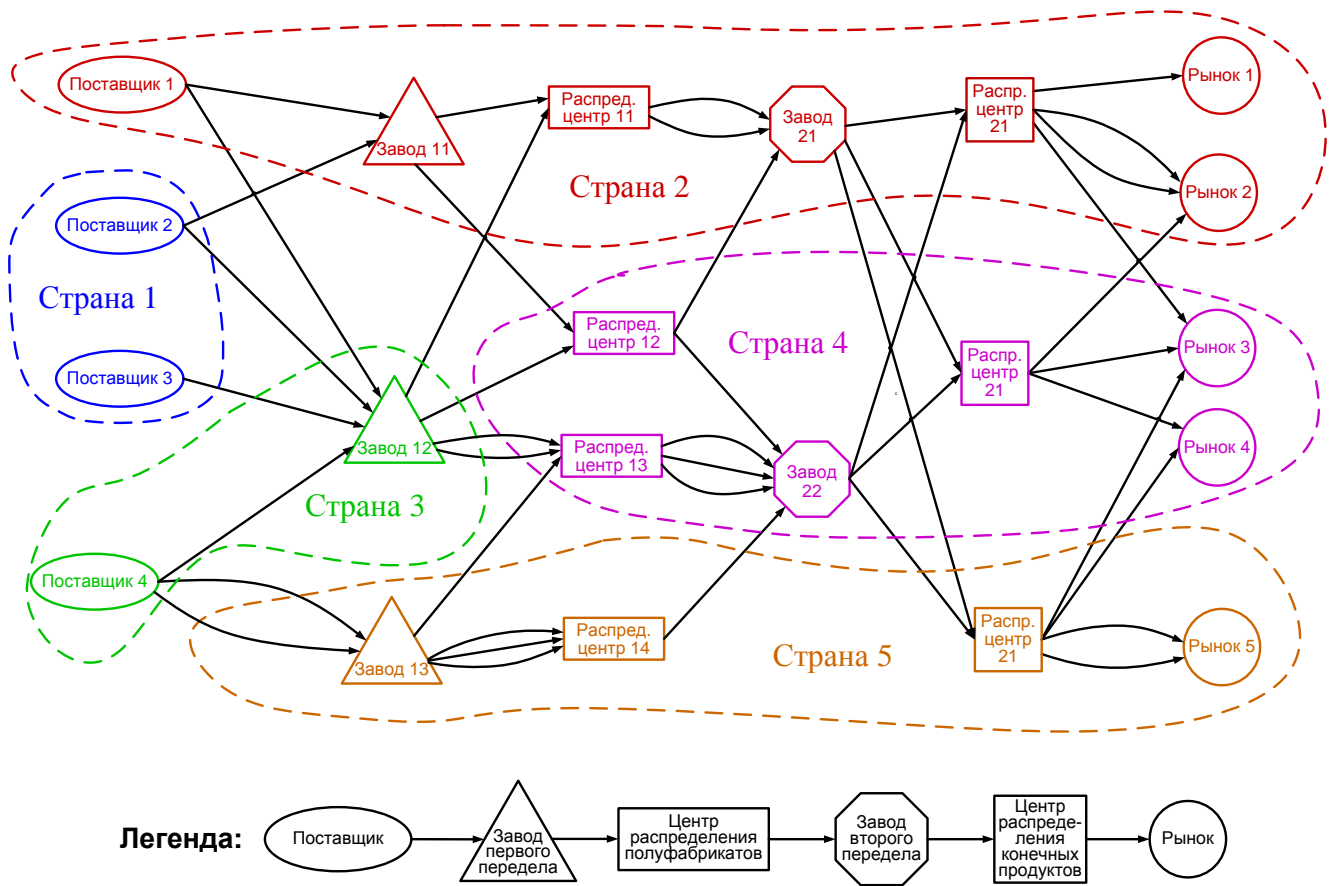 Поставщик 1
Завод 11
Распред.
центр 11
Завод
21
Распр.
центр
21
Рынок 1
Рынок 2
Страна 2
Поставщик 2
Страна 1
Поставщик 3
Распред.
центр 12
Страна 4
Распр.
центр
21
Рынок 3
Рынок 4
Завод 12
Распред.
центр 13
Завод
22
Страна 3
Поставщик 4
Завод 13
Распред.
центр 14
Страна 5
Распр.
центр
21
Рынок 5
Легенда:
Поставщик
Завод
первого
передела
Центр
распределения
полуфабрикатов
Завод
второго
передела
Центр
распреде-
ления
конечных
продуктов
Рынок